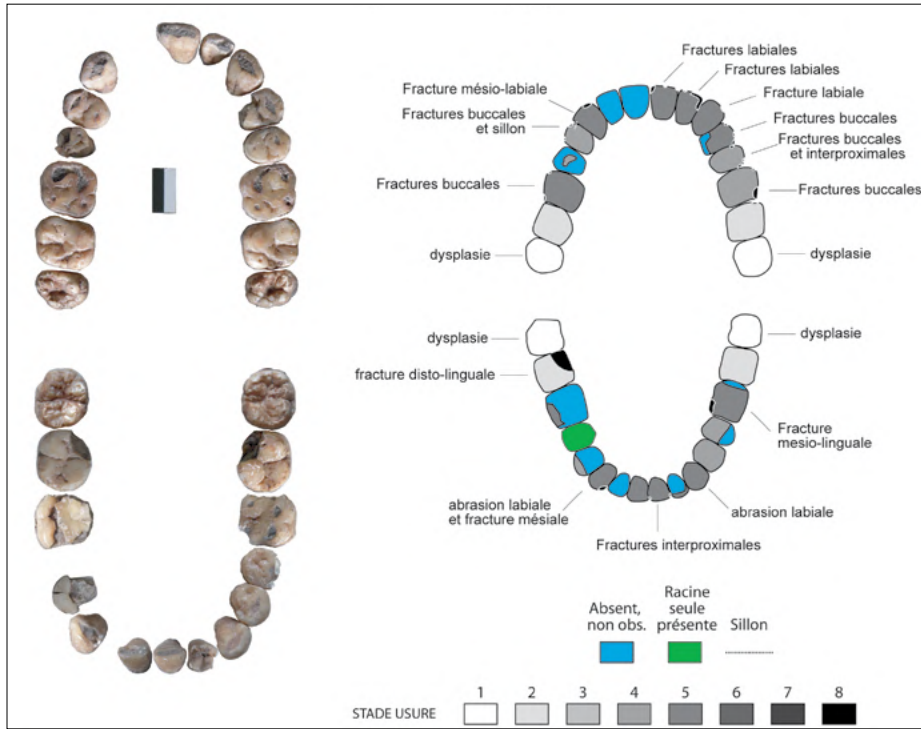 Fractures labiales
Fractures labiales
Fracture mésio-labiale
Fracture labiale
Fractures buccales
et sillon
Fractures buccales
Fractures buccales
et interproximales
Fractures buccales
Fractures buccales
dysplasie
dysplasie
dysplasie
dysplasie
fracture disto-linguale
Fracture
mesio-linguale
abrasion labiale
et fracture mésiale
abrasion labiale
Fractures interproximales
Absent,
non obs.
Racine
seule
présente
Sillon
1 2 3 4 5 6 7 8
STADE USURE